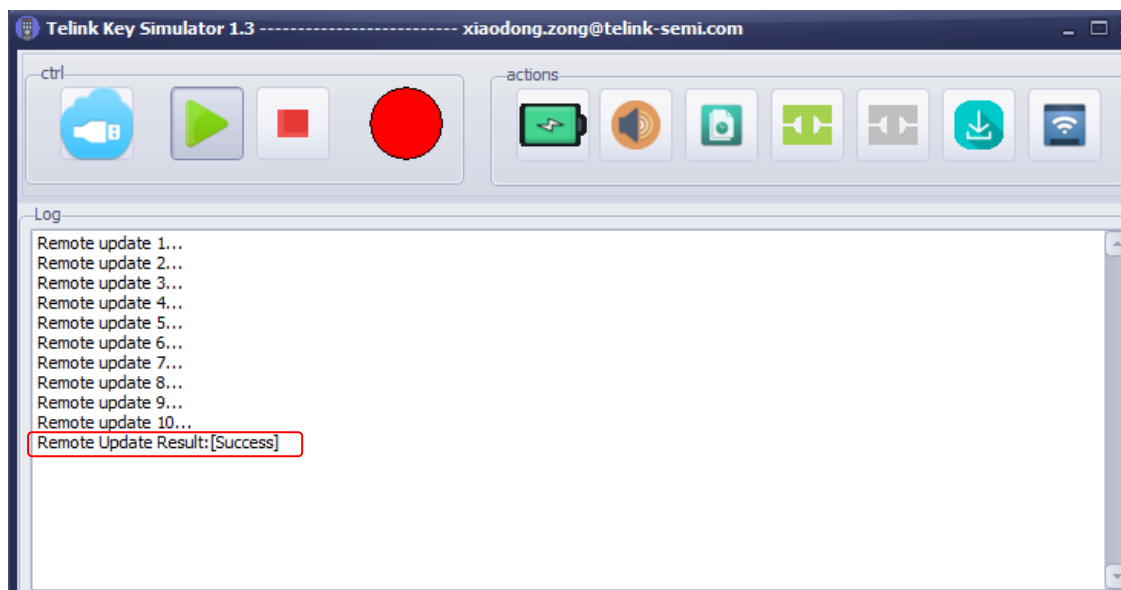 Telink Key Simulator 1.3 -------------------------- xiaodong.zong@telink-semi.com
ctrl
actions
Log
Remote update 1...
Remote update 2...
Remote update 3...
Remote update 4...
Remote update 5...
Remote update 6...
Remote update 7...
Remote update 8...
Remote update 9...
Remote update 10...
Remote Update Result:[Success]